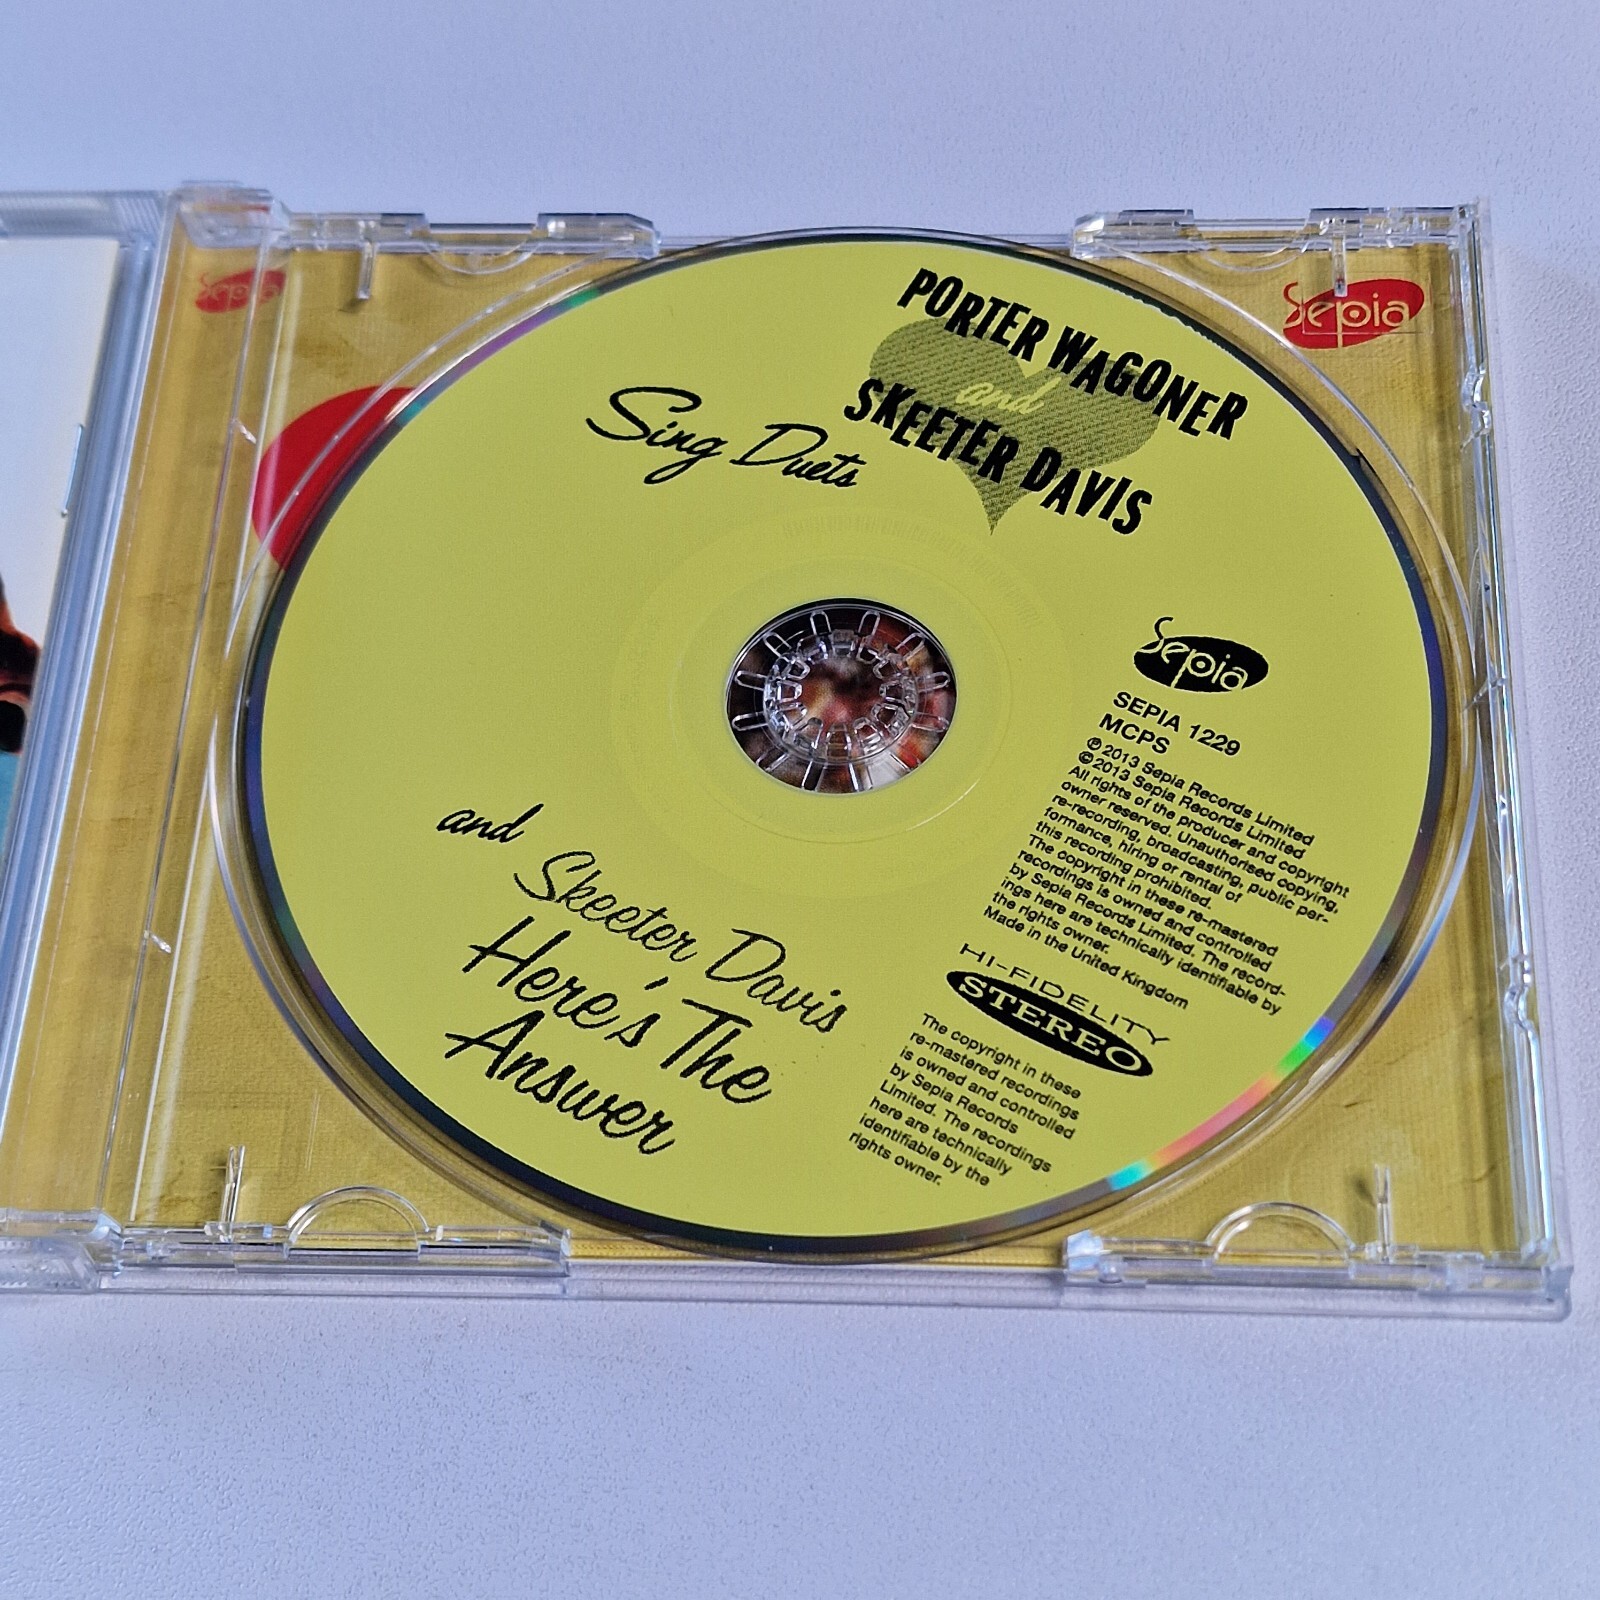 Sepia
Sepia
PORTER WAGONER
and
SKEETER DAVIS
Sing Duets
Sepia
SEPIA 1229
MCPS
℗ 2013 Sepia Records Limited
© 2013 Sepia Records Limited
All rights of the producer and copyright
owner reserved. Unauthorised copying,
re-recording, broadcasting, public per-
formance, hiring or rental of
this recording prohibited.
The copyright in these re-mastered
recordings is owned and controlled
by Sepia Records Limited. The record-
ings here are technically identifiable by
the rights owner.
Made in the United Kingdom
and
Skeeter Davis
Here's The
Answer
HI-FIDELITY
STEREO
The copyright in these
re-mastered recordings
is owned and controlled
by Sepia Records
Limited. The recordings
here are technically
identifiable by the
rights owner.